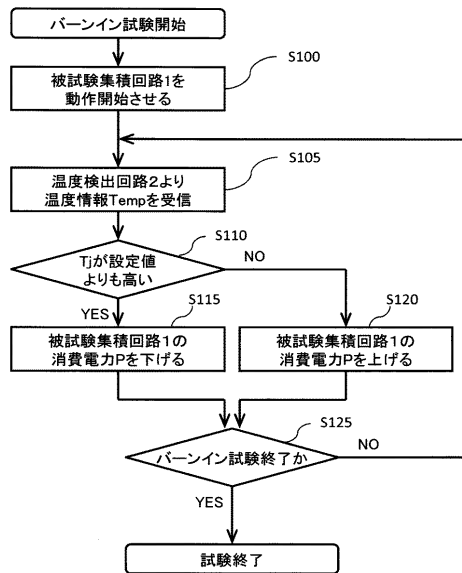 バーンイン試験開始
S100
被試験集積回路1を
動作開始させる
S105
温度検出回路2より
温度情報Tempを受信
S110
Tjが設定値
よりも高い
NO
YES
S115
被試験集積回路1の
消費電力Pを下げる
S120
被試験集積回路1の
消費電力Pを上げる
S125
バーンイン試験終了か
NO
YES
試験終了